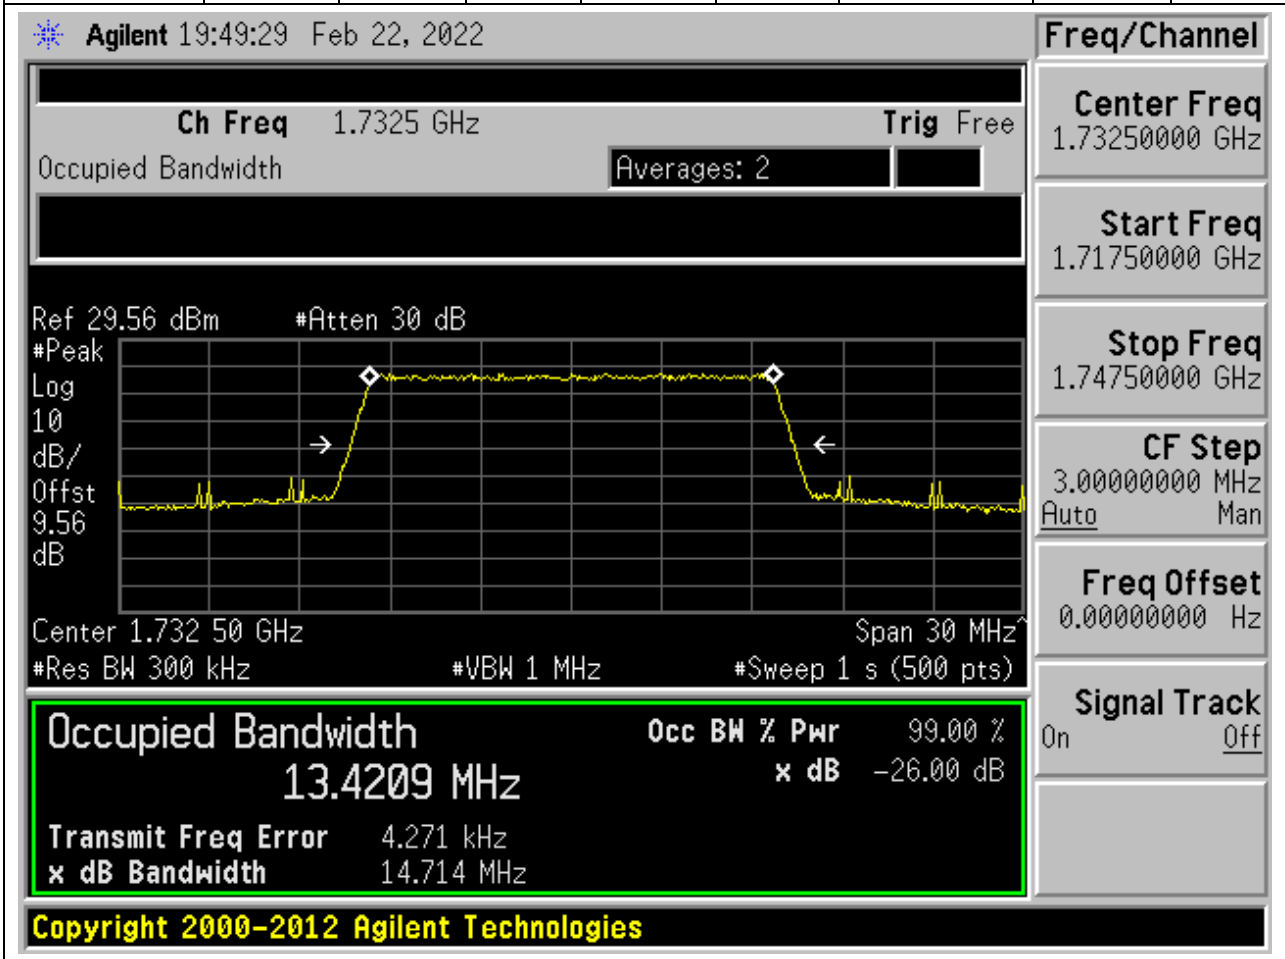 Agilent 19:49:29 Feb 22, 2022
Freq/Channel
Ch Freq 1.7325 GHz Trig Free
Occupied Bandwidth Averages: 2
Center Freq
1.73250000 GHz
Start Freq
1.71750000 GHz
Stop Freq
1.74750000 GHz
CF Step
3.00000000 MHz
Auto Man
Freq Offset
0.00000000 Hz
Signal Track
On Off
Ref 29.56 dBm #Atten 30 dB
#Peak
Log
10
dB/
Offst
9.56
dB
Center 1.732 50 GHz Span 30 MHz^
#Res BW 300 kHz #VBW 1 MHz #Sweep 1 s (500 pts)
Occupied Bandwidth Occ BW % Pwr 99.00 %
13.4209 MHz x dB -26.00 dB
Transmit Freq Error 4.271 kHz
x dB Bandwidth 14.714 MHz
Copyright 2000-2012 Agilent Technologies